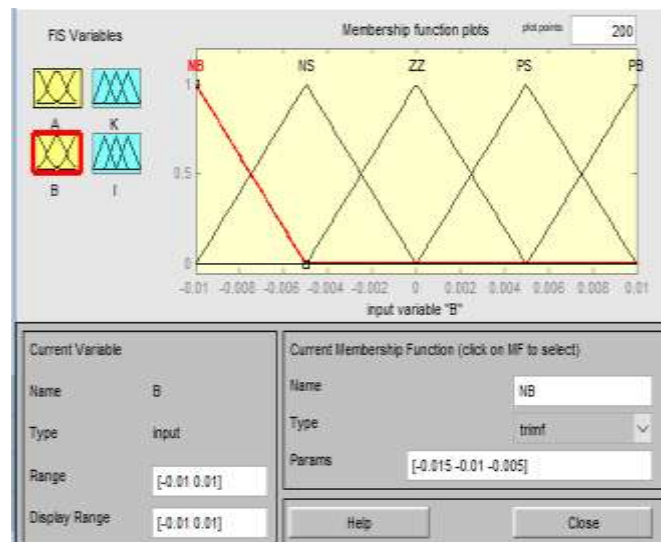 FIS Variables
Membership function plots
plot points:
200
NB NS ZZ PS PB
A K
B I
1
0.5
0
-0.01 -0.008 -0.006 -0.004 -0.002 0 0.002 0.004 0.006 0.008 0.01
input variable "B"
Current Variable
Name B
Type input
Range [-0.01 0.01]
Display Range [-0.01 0.01]
Current Membership Function (click on MF to select)
Name NB
Type trimf
Params [-0.015 -0.01 -0.005]
Help Close